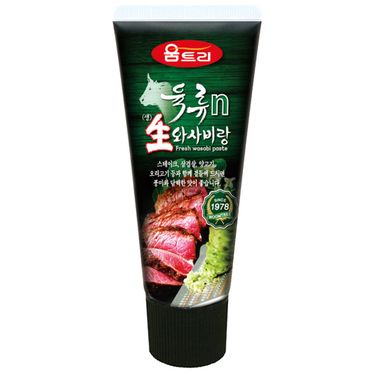 움트리
육류n
(생)
生와사비랑
Fresh wasabi paste
스테이크, 삼겹살, 양고기,
오리고기 등과 함께 곁들여 드시면
풍미와 담백한 맛이 좋습니다.
SINCE
1978
WOOMTREE